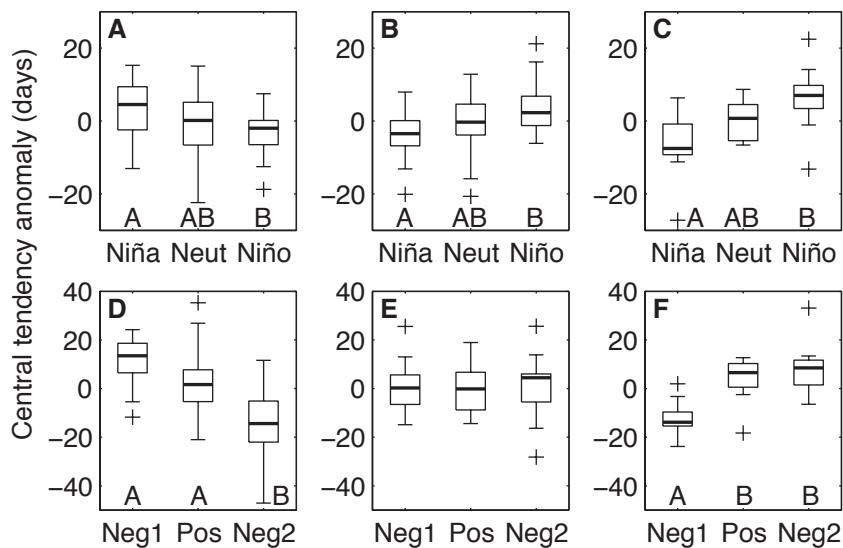 Central tendency anomaly (days)
A B C
20 20 20
0 0 0
−20 −20 −20
A AB B A AB B A AB B
Niña Neut Niño Niña Neut Niño Niña Neut Niño
40 40 40
D E F
20 20 20
0 0 0
−20 −20 −20
−40 −40 −40
A A B A B B
Neg1 Pos Neg2 Neg1 Pos Neg2 Neg1 Pos Neg2